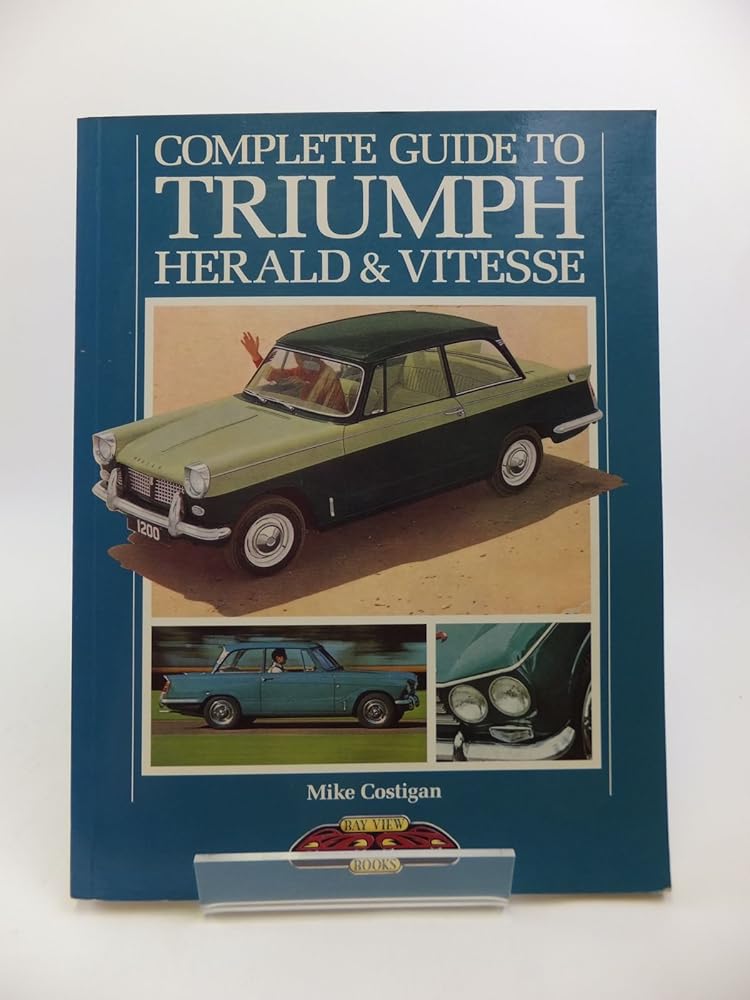 COMPLETE GUIDE TO
TRIUMPH
HERALD & VITESSE
1200
Mike Costigan
BAY VIEW
BOOKS